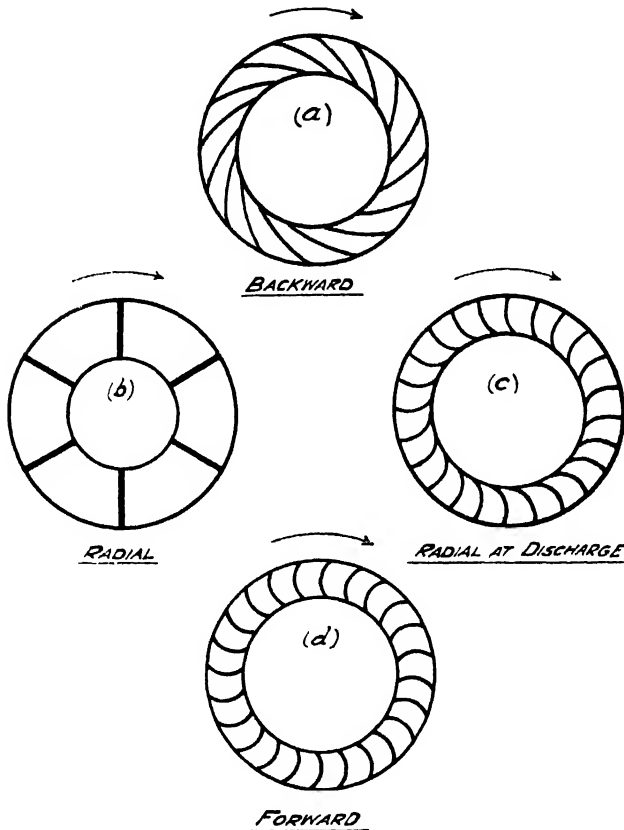 (a)
BACKWARD
(b)
(c)
RADIAL
RADIAL AT DISCHARGE
(d)
FORWARD